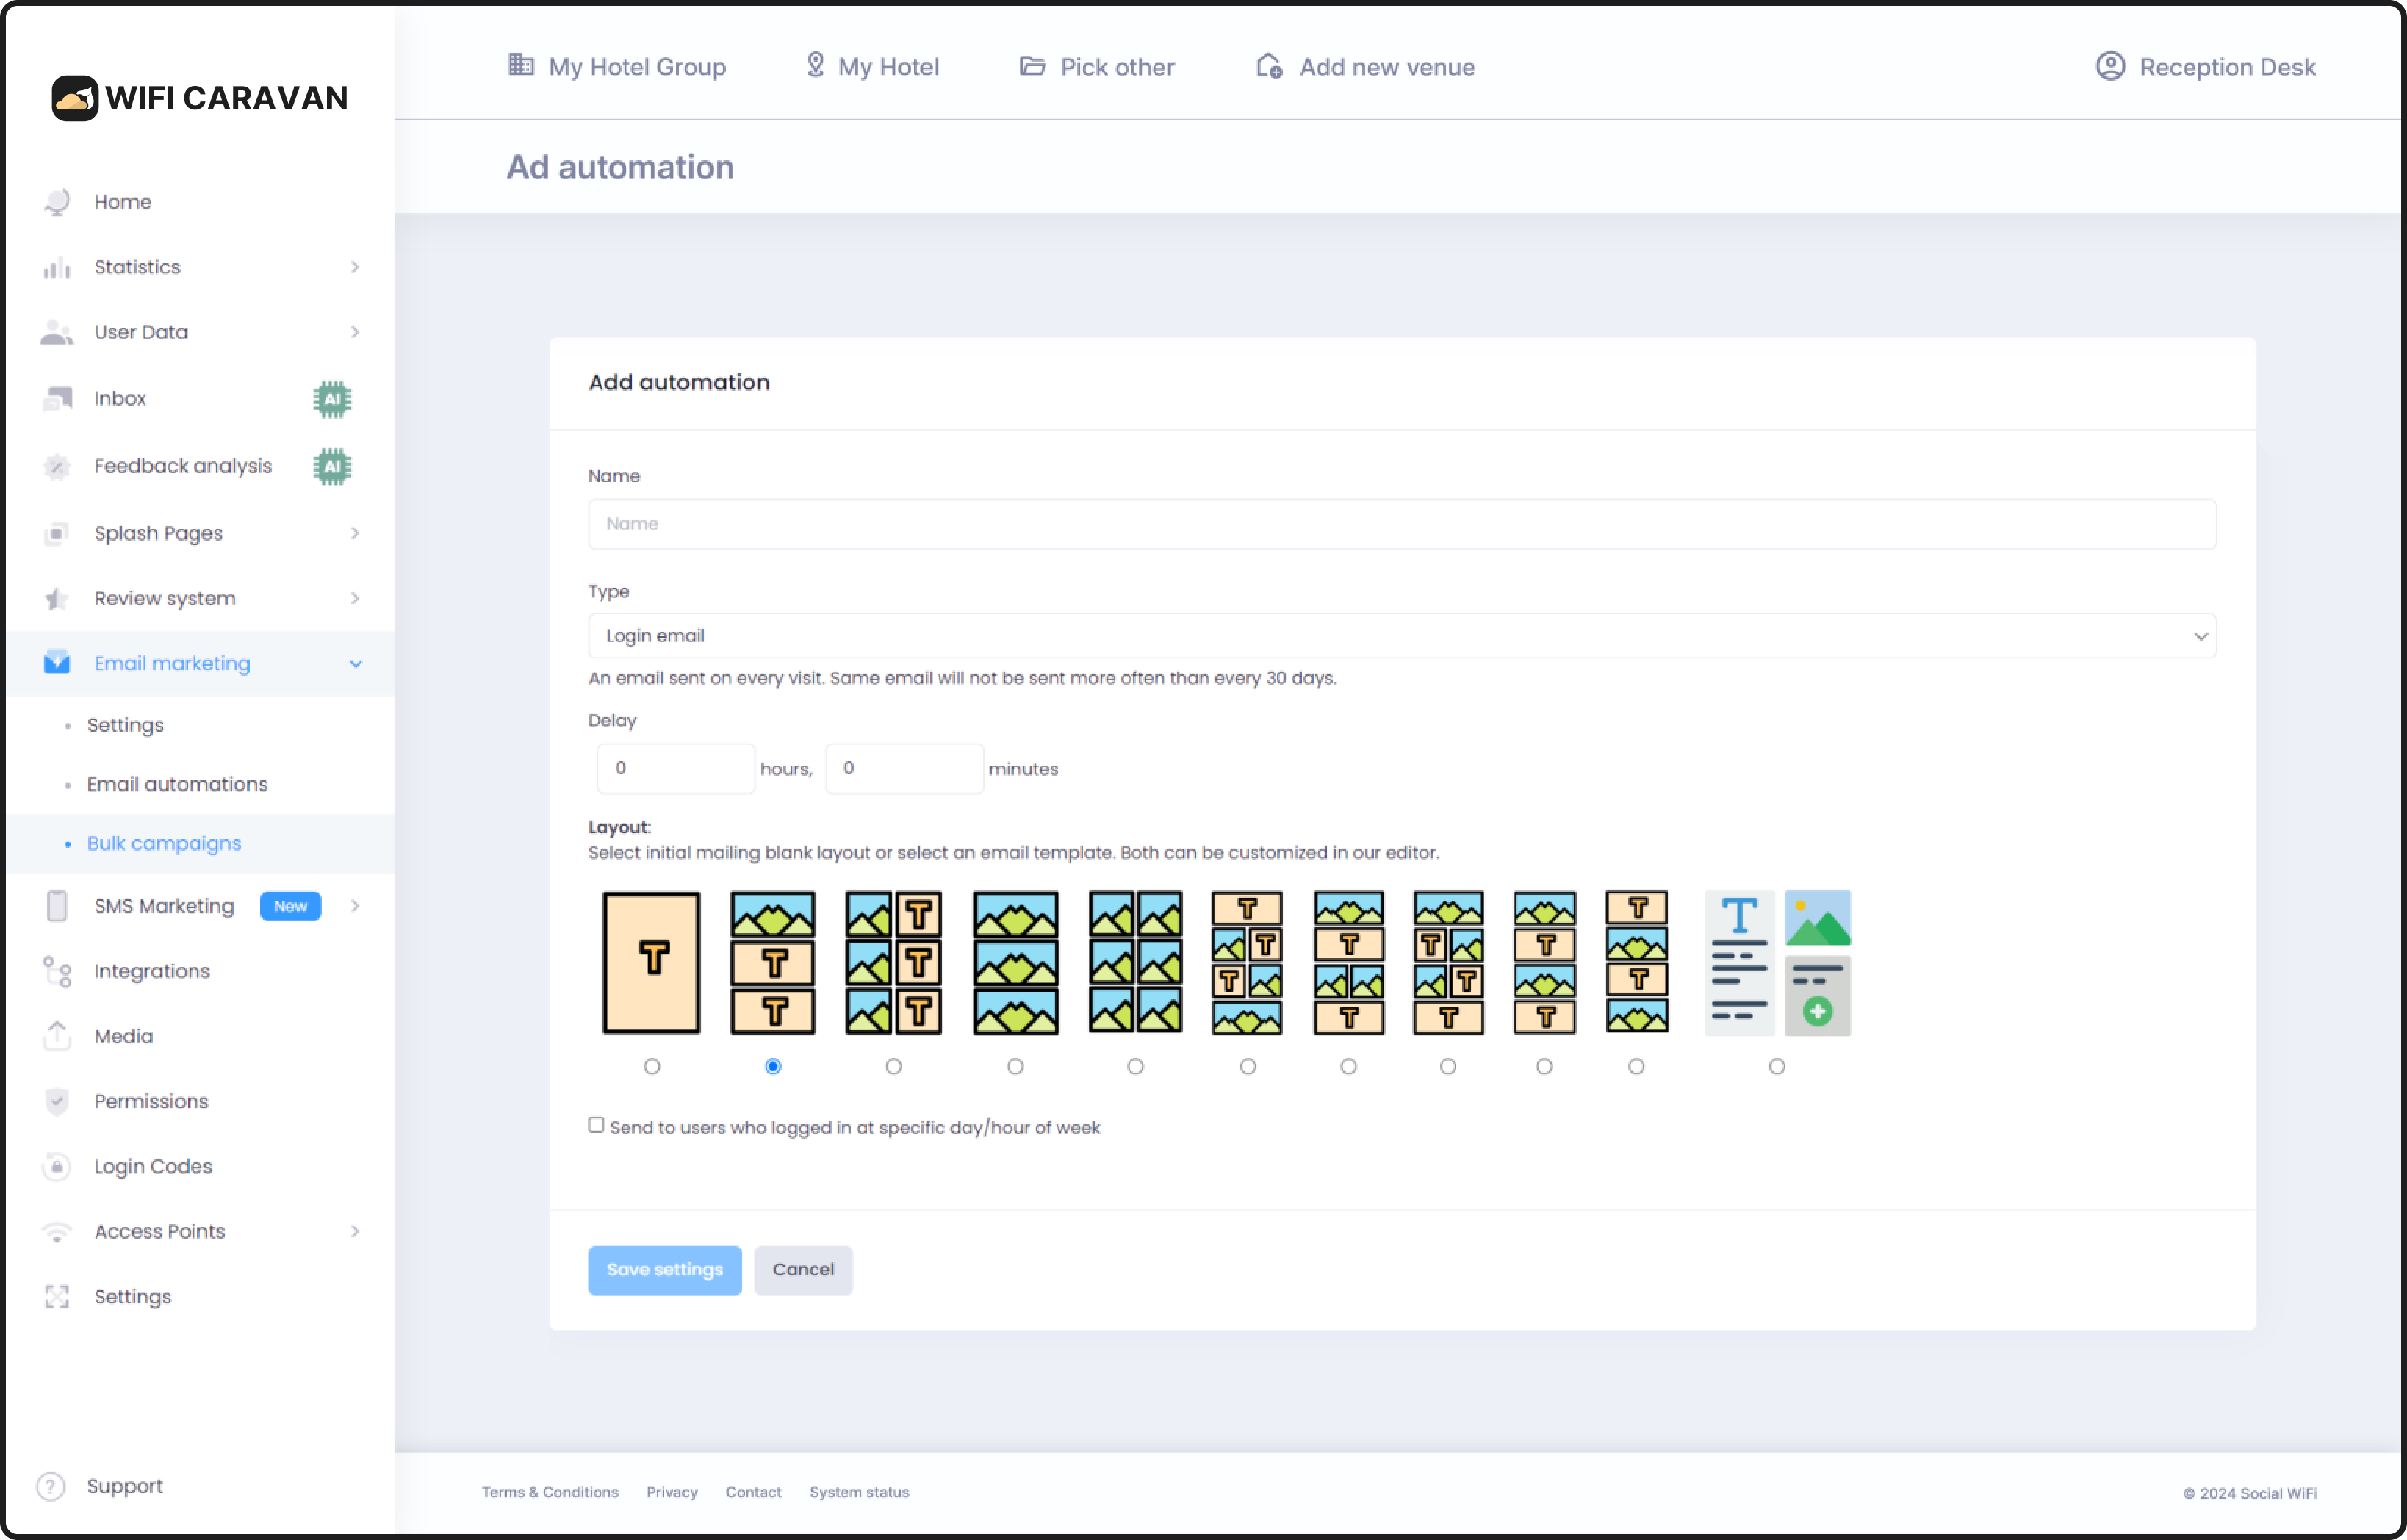 WIFI CARAVAN
My Hotel Group
My Hotel
Pick other
Add new venue
Reception Desk
Ad automation
Home
Statistics
User Data
Inbox
AI
Feedback analysis
AI
Splash Pages
Review system
Email marketing
Settings
Email automations
Bulk campaigns
SMS Marketing New
Integrations
Media
Permissions
Login Codes
Access Points
Settings
Support
Add automation
Name
Name
Type
Login email
An email sent on every visit. Same email will not be sent more often than every 30 days.
Delay
0 hours, 0 minutes
Layout:
Select initial mailing blank layout or select an email template. Both can be customized in our editor.
T T T T T T T
T T T T T T
T T T T T
T T T T
Send to users who logged in at specific day/hour of week
Save settings Cancel
Terms & Conditions Privacy Contact System status
© 2024 Social WiFi